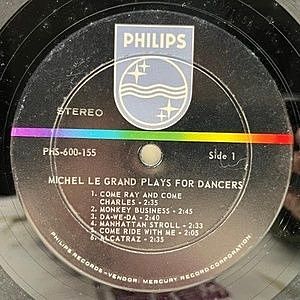 PHILIPS
STEREO
PHS-600-155
Side 1
MICHEL LE GRAND PLAYS FOR DANCERS
1. COME RAY AND COME
CHARLES - 2:35
2. MONKEY BUSINESS - 2:45
3. DA-WE-DA - 2:40
4. MANHATTAN STROLL - 2:33
5. COME RIDE WITH ME - 2:05
6. ALCATRAZ - 2:35
PHILIPS RECORDS—VENDOR: MERCURY RECORD CORPORATION.